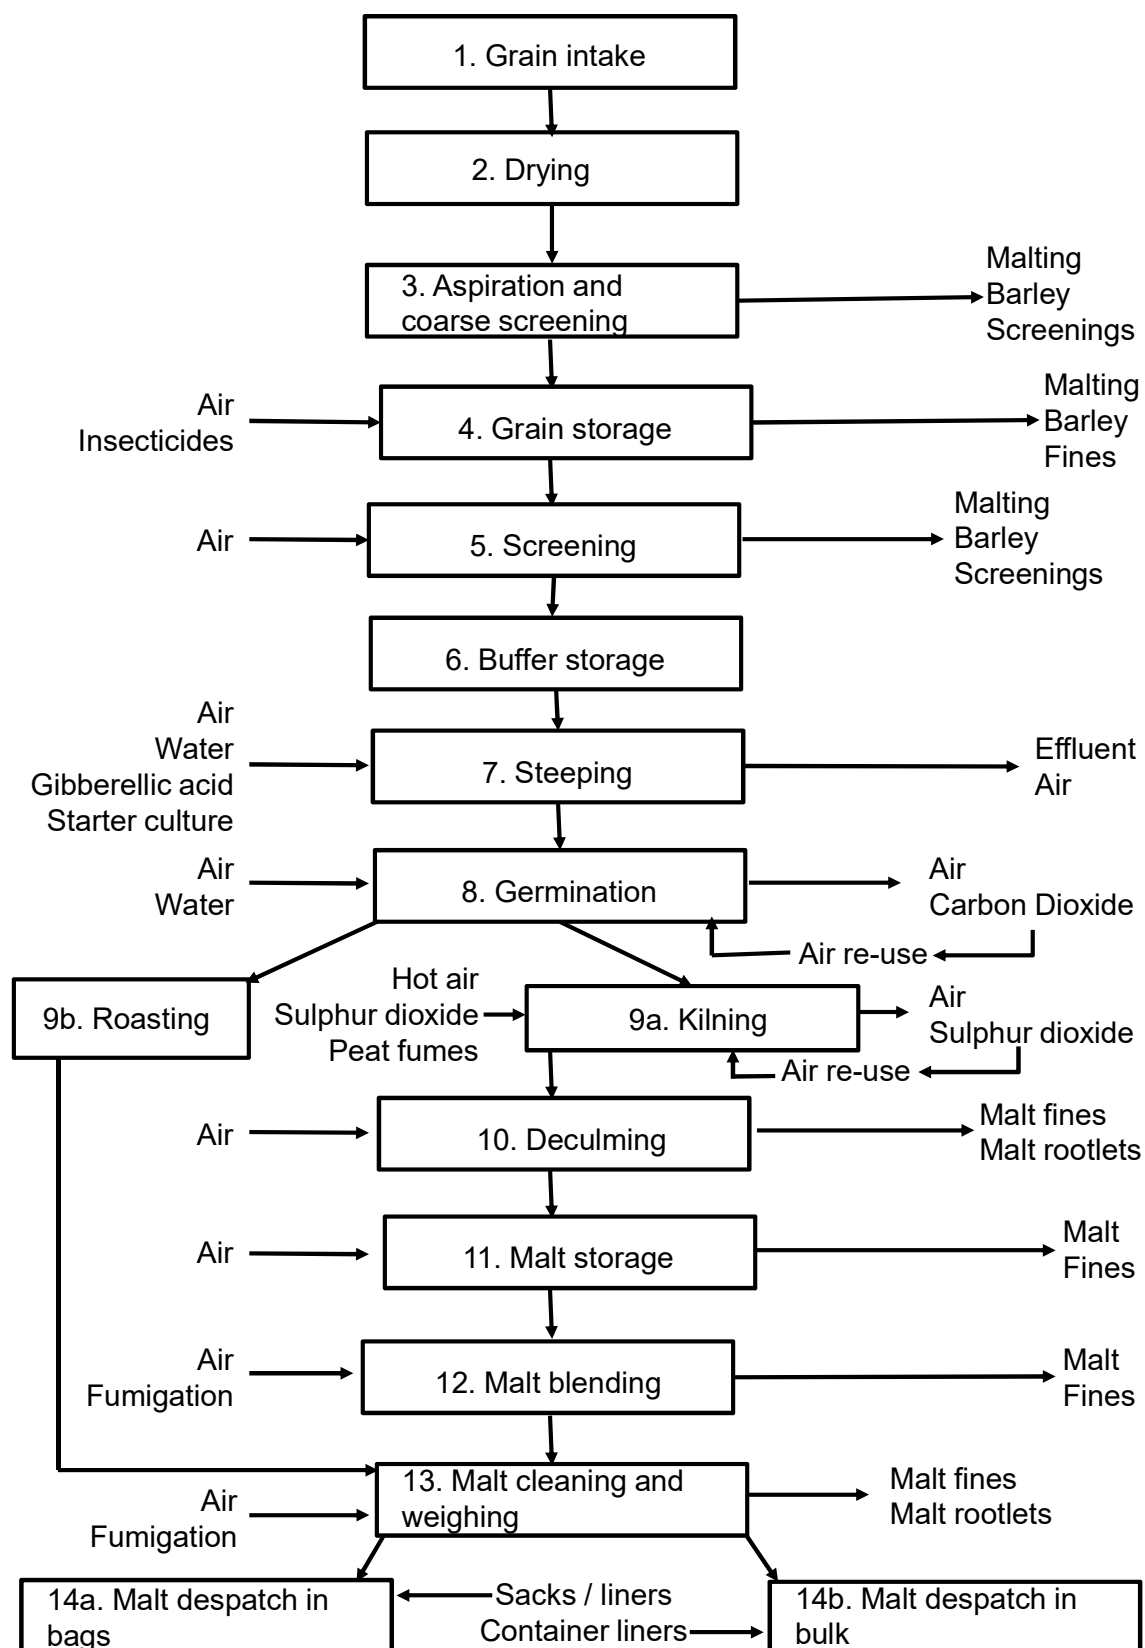 1. Grain intake
2. Drying
3. Aspiration and
coarse screening
Malting
Barley
Screenings
Air
Insecticides
4. Grain storage
Malting
Barley
Fines
Air
5. Screening
Malting
Barley
Screenings
6. Buffer storage
Air
Water
Gibberellic acid
Starter culture
7. Steeping
Effluent
Air
Air
Water
8. Germination
Air
Carbon Dioxide
Air re-use
9b. Roasting
Hot air
Sulphur dioxide
Peat fumes
9a. Kilning
Air
Sulphur dioxide
Air re-use
Air
10. Deculming
Malt fines
Malt rootlets
Air
11. Malt storage
Malt
Fines
Air
Fumigation
12. Malt blending
Malt
Fines
13. Malt cleaning and
weighing
Air
Fumigation
Malt fines
Malt rootlets
14a. Malt despatch in
bags
Sacks / liners
Container liners
14b. Malt despatch in
bulk